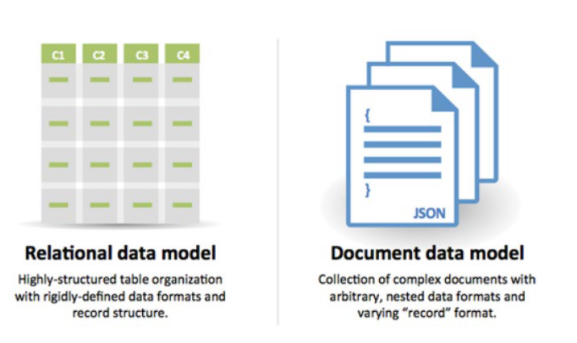 C1 C2 C3 C4
Relational data model
Highly-structured table organization
with rigidly-defined data formats and
record structure.
{
}
JSON
Document data model
Collection of complex documents with
arbitrary, nested data formats and
varying “record” format.